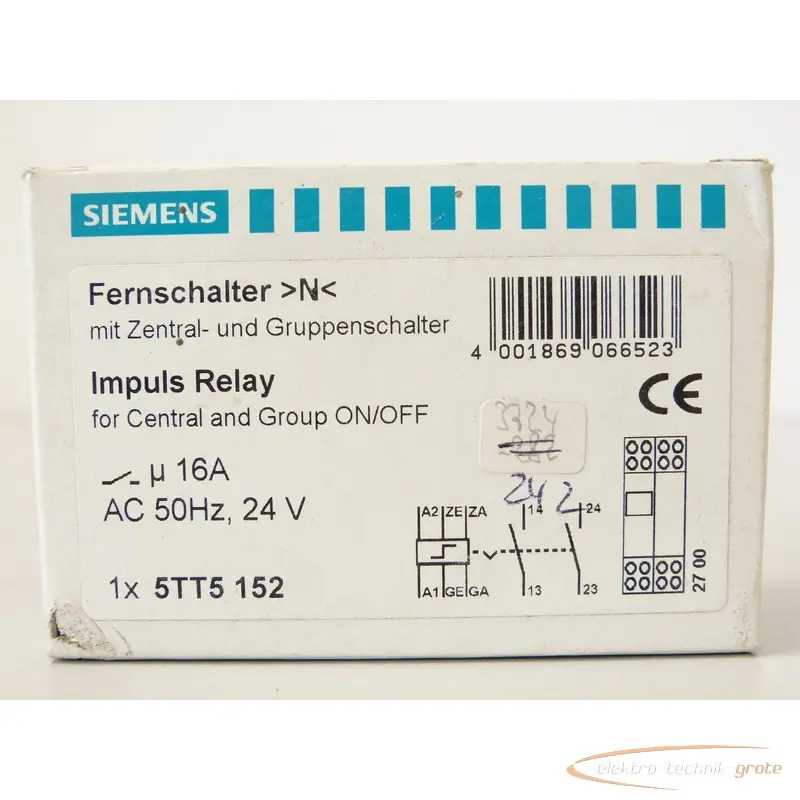 SIEMENS
Fernschalter >N<
mit Zentral- und Gruppenschalter
4 001869 066523
Impuls Relay
for Central and Group ON/OFF
CE
3724
242
µ 16A
AC 50Hz, 24 V
A2 ZE ZA 14 24
A1 GE GA 13 23
1x 5TT5 152
27 00
elektro-technik-grote